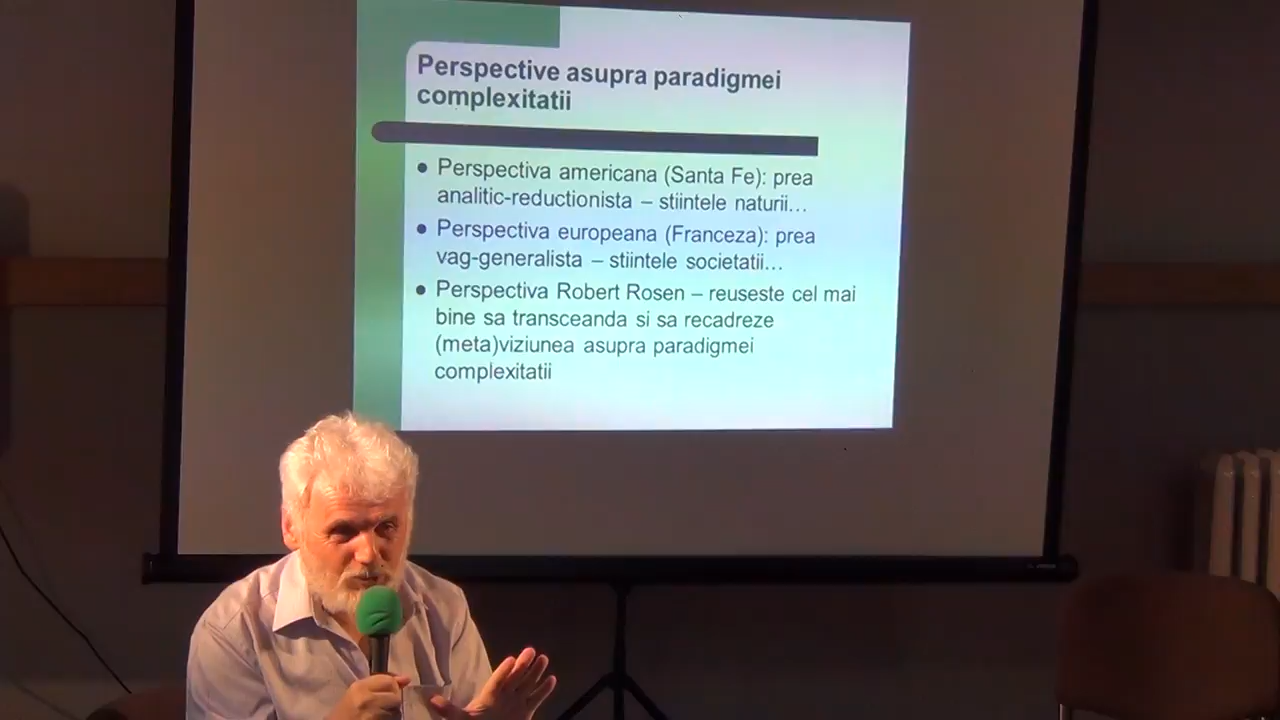 Perspective asupra paradigmei
complexitatii
Perspectiva americana (Santa Fe): prea
analitic-reductionista – stiintele naturii…
Perspectiva europeana (Franceza): prea
vag-generalista – stiintele societatii…
Perspectiva Robert Rosen – reuseste cel mai
bine sa transceanda si sa recadreze
(meta)viziunea asupra paradigmei
complexitatii